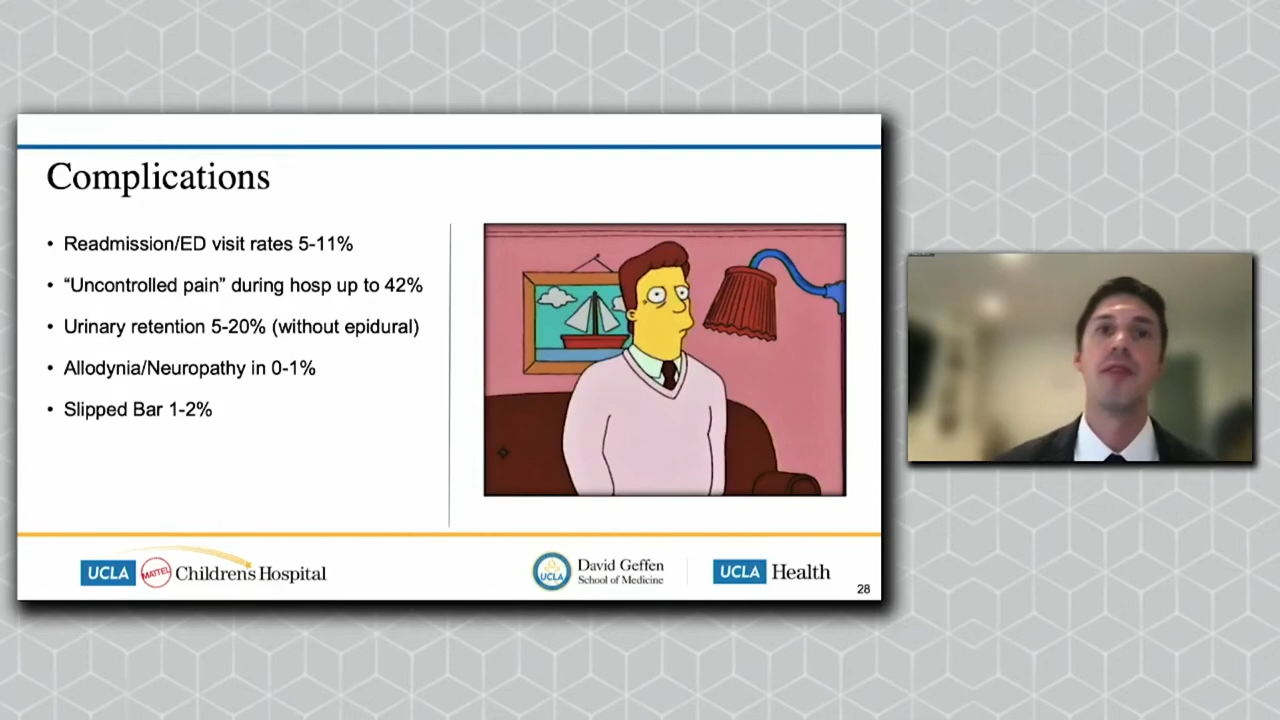 Complications
• Readmission/ED visit rates 5-11%
• “Uncontrolled pain” during hosp up to 42%
• Urinary retention 5-20% (without epidural)
• Allodynia/Neuropathy in 0-1%
• Slipped Bar 1-2%
UCLA MATTEL Childrens Hospital
UCLA David Geffen
School of Medicine
UCLA Health
28